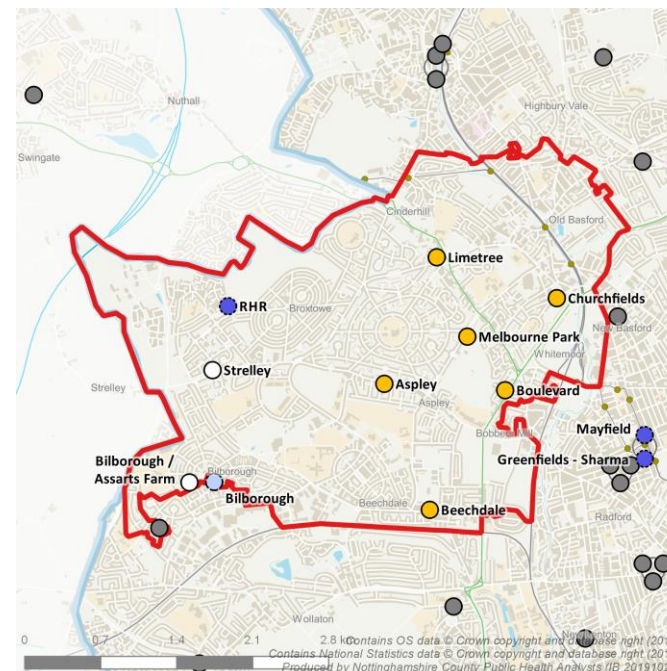 Nuthall
Highbury Vale
Swingate
Old Basford
Cinderhill
Limetree
Churchfields
RHR
Broxtowe
New Basford
Melbourne Park
Whitemoor
Strelley
Strelley
Aspley
Boulevard
Aspley
Mayfield
Bobbers Mill
Bilborough /
Assarts Farm
Bilborough
Greenfields - Sharma
Bilborough
Radford
Beechdale
Beechdale
Wollaton
0 0.7 1.4 2.1 2.8
Contains OS data © Crown copyright and database right (20
Contains National Statistics data © Crown copyright and database right (20
Produced by Nottinghamshire County Public Health Analysis (IB 2019